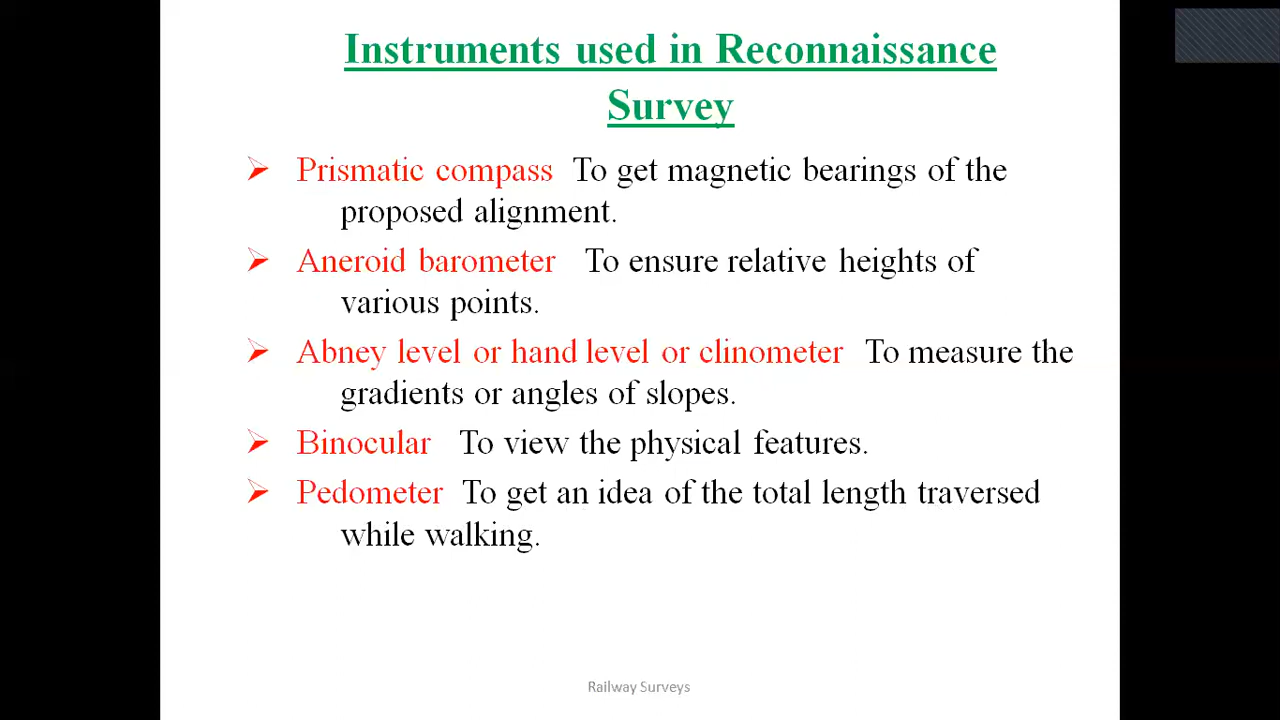 Instruments used in Reconnaissance
Survey
Prismatic compass To get magnetic bearings of the
proposed alignment.
Aneroid barometer To ensure relative heights of
various points.
Abney level or hand level or clinometer To measure the
gradients or angles of slopes.
Binocular To view the physical features.
Pedometer To get an idea of the total length traversed
while walking.
Railway Surveys